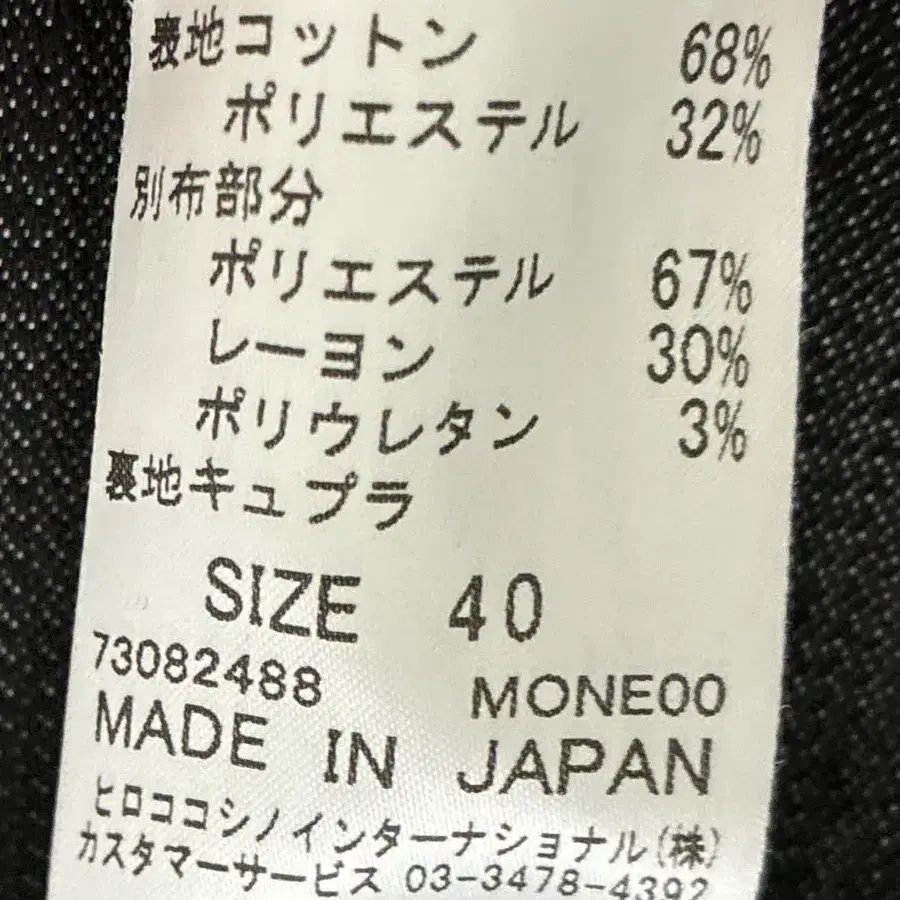 表地コットン 68%
ポリエステル 32%
別布部分
ポリエステル 67%
レーヨン 30%
ポリウレタン 3%
裏地キュプラ
SIZE 40
73082488 MONE00
MADE IN JAPAN
ヒロココシノインターナショナル(株)
カスタマーサービス 03-3478-4392